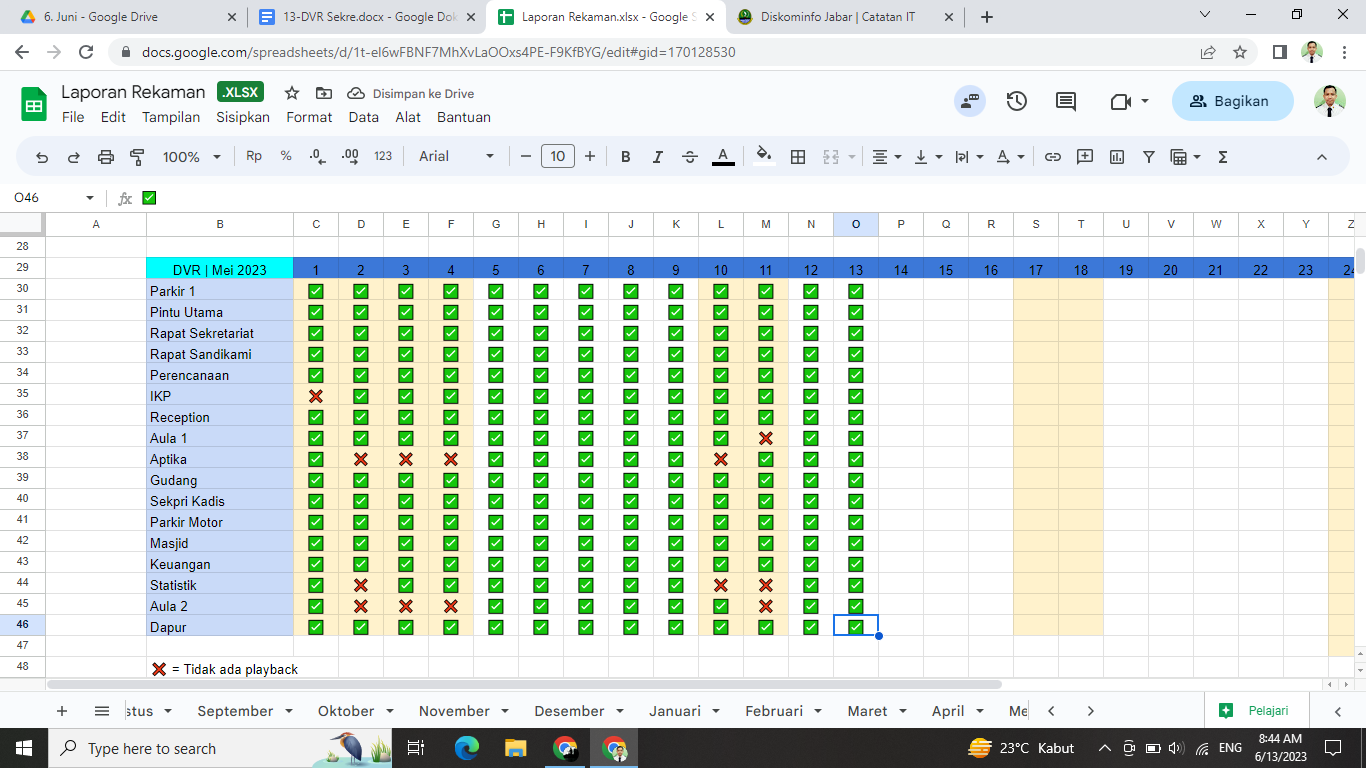 6. Juni - Google Drive
13-DVR Sekre.docx - Google Dok
Laporan Rekaman.xlsx - Google S
Diskominfo Jabar | Catatan IT
docs.google.com/spreadsheets/d/1t-el6wFBNF7MhXvLaOOxs4PE-F9KfBYG/edit#gid=170128530
Laporan Rekaman .XLSX Disimpan ke Drive
File Edit Tampilan Sisipkan Format Data Alat Bantuan
Bagikan
100% Rp % .0 .00 123 Arial 10 B I A
O46 fx ✅
A B C D E F G H I J K L M N O P Q R S T U V W X Y Z
28
29 DVR | Mei 2023 1 2 3 4 5 6 7 8 9 10 11 12 13 14 15 16 17 18 19 20 21 22 23 24
30 Parkir 1 ✅ ✅ ✅ ✅ ✅ ✅ ✅ ✅ ✅ ✅ ✅ ✅ ✅
31 Pintu Utama ✅ ✅ ✅ ✅ ✅ ✅ ✅ ✅ ✅ ✅ ✅ ✅ ✅
32 Rapat Sekretariat ✅ ✅ ✅ ✅ ✅ ✅ ✅ ✅ ✅ ✅ ✅ ✅ ✅
33 Rapat Sandikami ✅ ✅ ✅ ✅ ✅ ✅ ✅ ✅ ✅ ✅ ✅ ✅ ✅
34 Perencanaan ✅ ✅ ✅ ✅ ✅ ✅ ✅ ✅ ✅ ✅ ✅ ✅ ✅
35 IKP ❌ ✅ ✅ ✅ ✅ ✅ ✅ ✅ ✅ ✅ ✅ ✅ ✅
36 Reception ✅ ✅ ✅ ✅ ✅ ✅ ✅ ✅ ✅ ✅ ✅ ✅ ✅
37 Aula 1 ✅ ✅ ✅ ✅ ✅ ✅ ✅ ✅ ✅ ✅ ❌ ✅ ✅
38 Aptika ✅ ❌ ❌ ❌ ✅ ✅ ✅ ✅ ✅ ❌ ✅ ✅ ✅
39 Gudang ✅ ✅ ✅ ✅ ✅ ✅ ✅ ✅ ✅ ✅ ✅ ✅ ✅
40 Sekpri Kadis ✅ ✅ ✅ ✅ ✅ ✅ ✅ ✅ ✅ ✅ ✅ ✅ ✅
41 Parkir Motor ✅ ✅ ✅ ✅ ✅ ✅ ✅ ✅ ✅ ✅ ✅ ✅ ✅
42 Masjid ✅ ✅ ✅ ✅ ✅ ✅ ✅ ✅ ✅ ✅ ✅ ✅ ✅
43 Keuangan ✅ ✅ ✅ ✅ ✅ ✅ ✅ ✅ ✅ ✅ ✅ ✅ ✅
44 Statistik ✅ ❌ ✅ ✅ ✅ ✅ ✅ ✅ ✅ ❌ ❌ ✅ ✅
45 Aula 2 ✅ ❌ ❌ ❌ ✅ ✅ ✅ ✅ ✅ ✅ ❌ ✅ ✅
46 Dapur ✅ ✅ ✅ ✅ ✅ ✅ ✅ ✅ ✅ ✅ ✅ ✅ ✅
47
48 ❌ = Tidak ada playback
stus September Oktober November Desember Januari Februari Maret April Me Pelajari
Type here to search
23°C Kabut
ENG
8:44 AM
6/13/2023